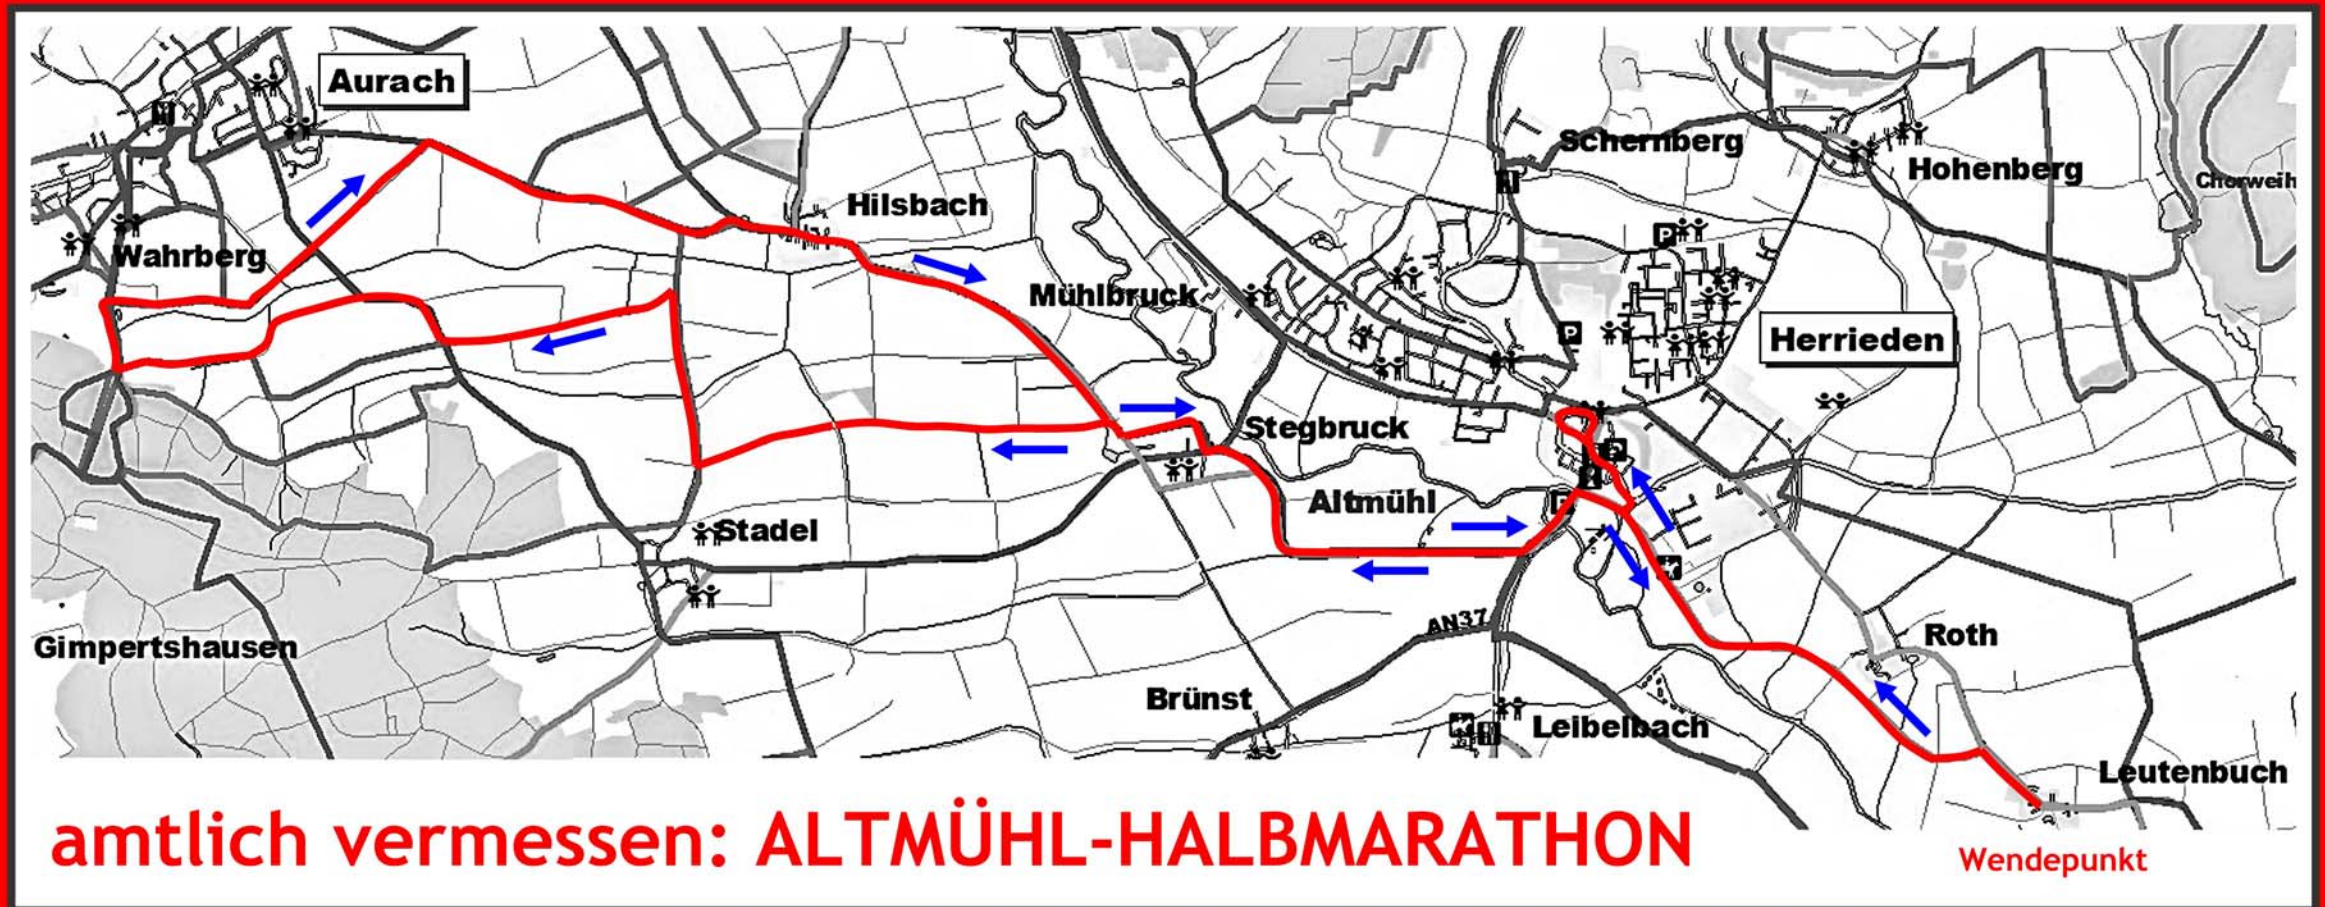 Aurach
Schernberg
Hohenberg
Chorweih
Hilsbach
Wahrberg
Mühlbruck
Herrieden
Stegbruck
Altmühl
Stadel
AN37
Roth
Gimpertshausen
Brünst
Leibelbach
Leutenbuch
amtlich vermessen: ALTMÜHL-HALBMARATHON
Wendepunkt
P
P
P